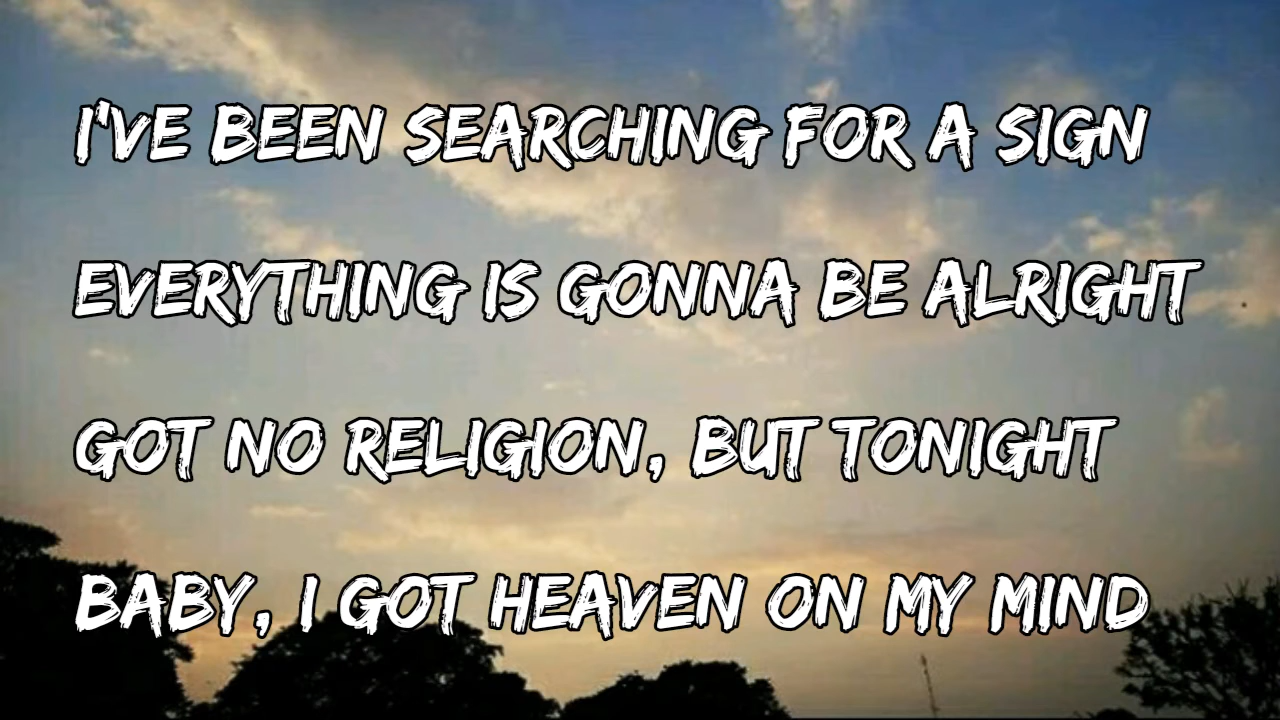 I'VE BEEN SEARCHING FOR A SIGN
EVERYTHING IS GONNA BE ALRIGHT
GOT NO RELIGION, BUT TONIGHT
BABY, I GOT HEAVEN ON MY MIND